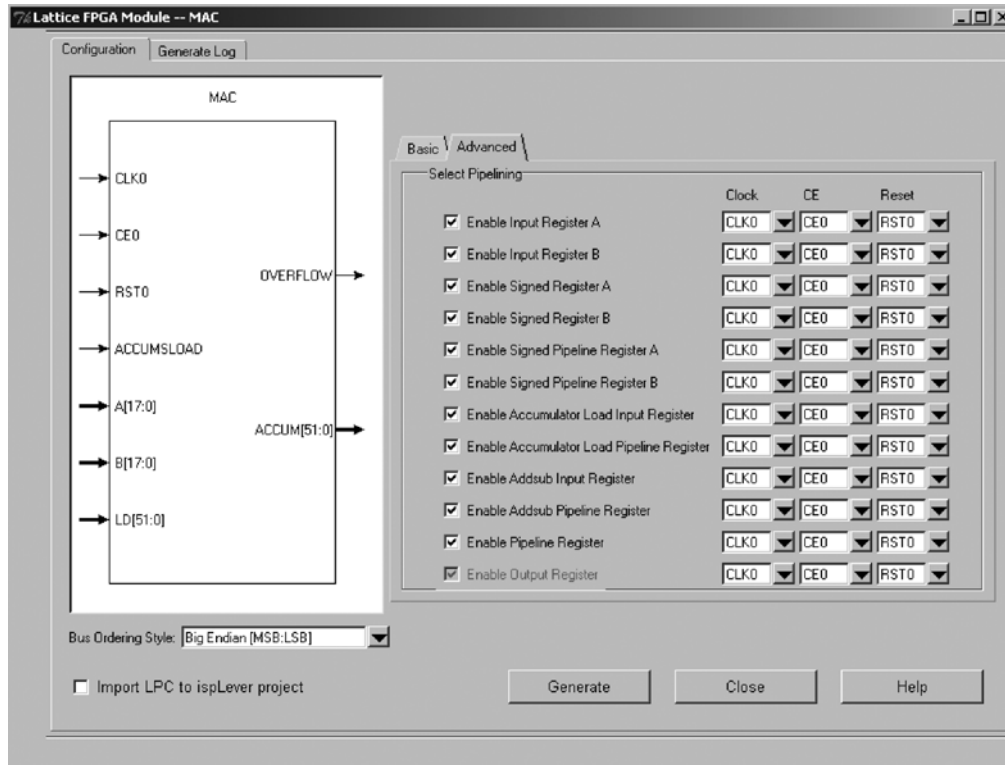 Lattice FPGA Module -- MAC
Configuration
Generate Log
MAC
CLK0
CE0
RST0
ACCUMSLOAD
A[17:0]
B[17:0]
LD[51:0]
OVERFLOW
ACCUM[51:0]
Bus Ordering Style: Big Endian [MSB:LSB]
Import LPC to ispLever project
Basic
Advanced
Select Pipelining
Clock CE Reset
Enable Input Register A CLK0 CE0 RST0
Enable Input Register B CLK0 CE0 RST0
Enable Signed Register A CLK0 CE0 RST0
Enable Signed Register B CLK0 CE0 RST0
Enable Signed Pipeline Register A CLK0 CE0 RST0
Enable Signed Pipeline Register B CLK0 CE0 RST0
Enable Accumulator Load Input Register CLK0 CE0 RST0
Enable Accumulator Load Pipeline Register CLK0 CE0 RST0
Enable Addsub Input Register CLK0 CE0 RST0
Enable Addsub Pipeline Register CLK0 CE0 RST0
Enable Pipeline Register CLK0 CE0 RST0
Enable Output Register CLK0 CE0 RST0
Generate
Close
Help